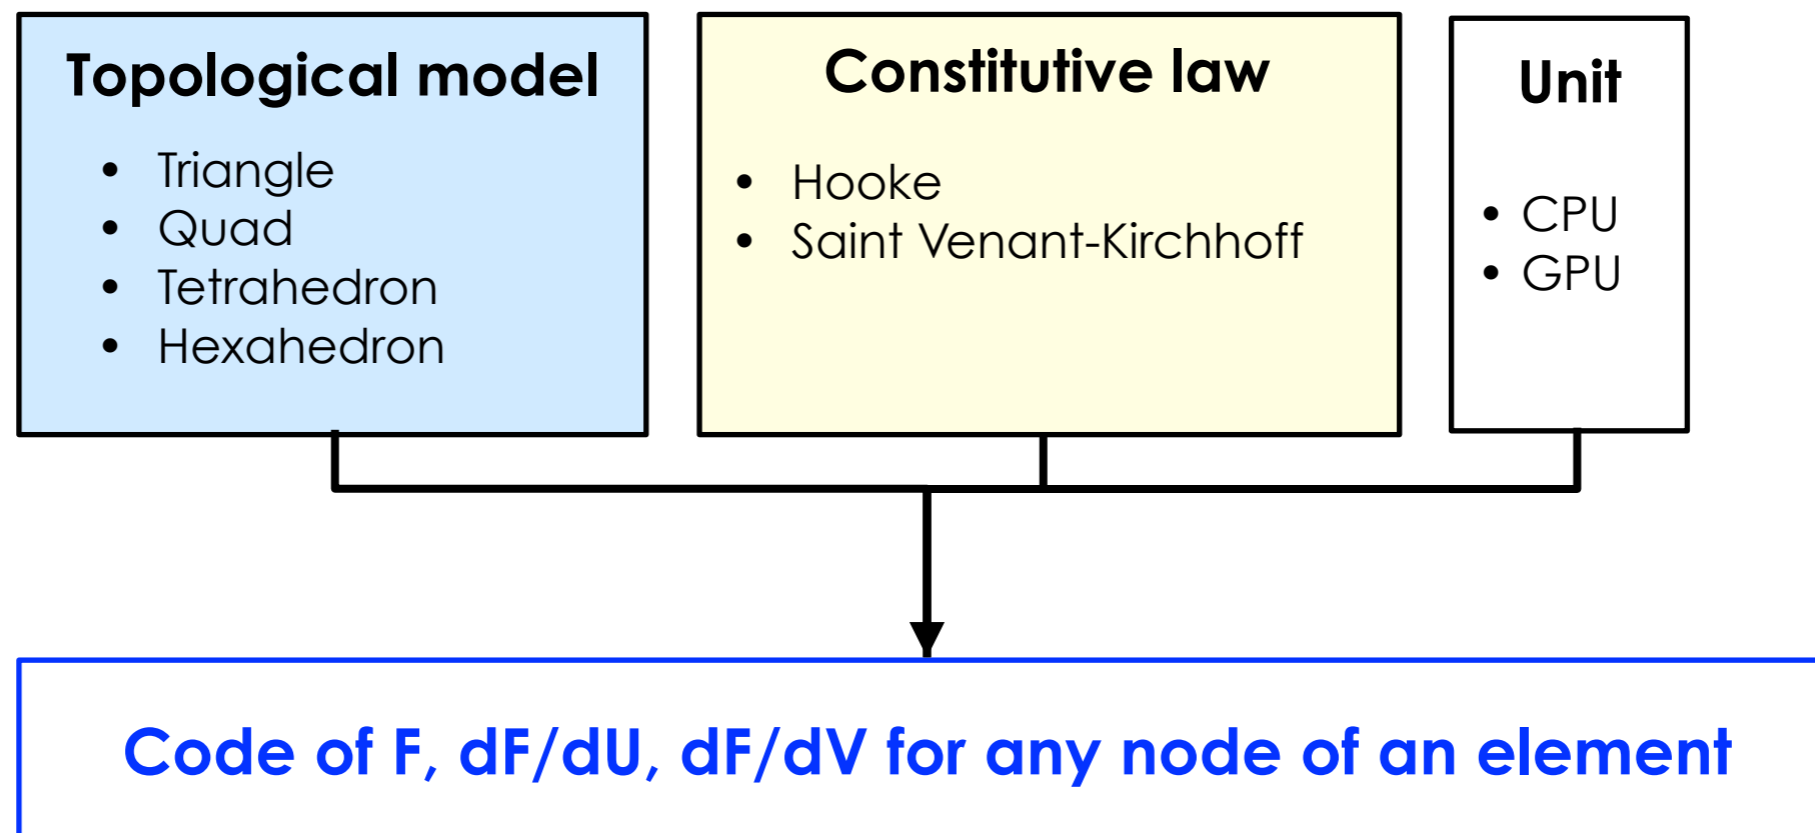 Topological model
• Triangle
• Quad
• Tetrahedron
• Hexahedron
Constitutive law
• Hooke
• Saint Venant-Kirchhoff
Unit
• CPU
• GPU
Code of F, dF/dU, dF/dV for any node of an element